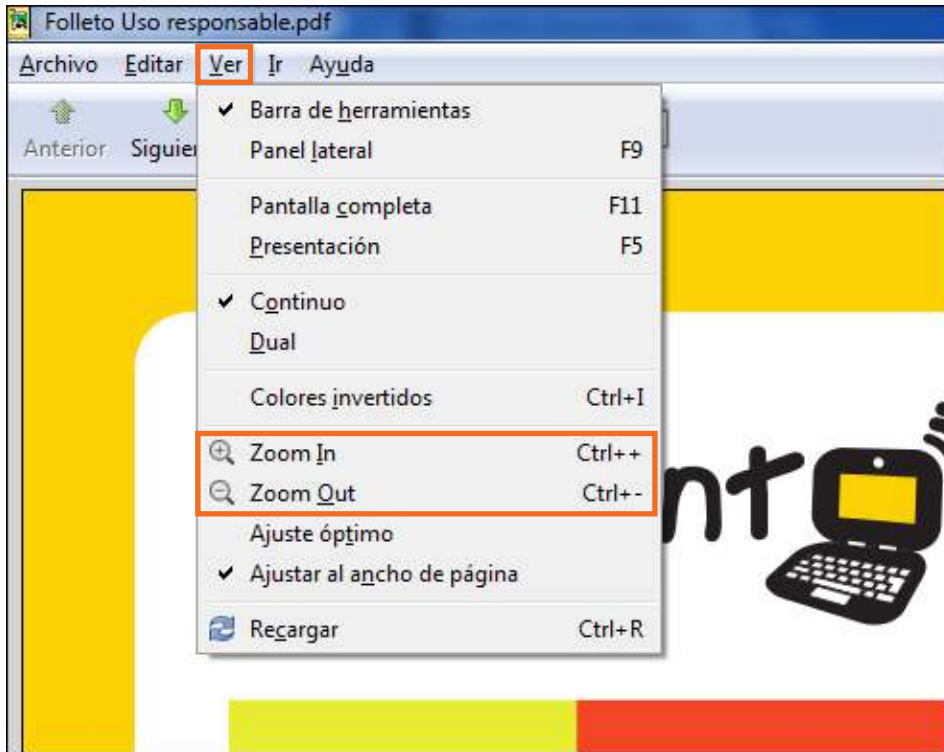 Folleto Uso responsable.pdf
Archivo Editar Ver Ir Ayuda
Anterior
Barra de herramientas
Panel lateral F9
Pantalla completa F11
Presentación F5
Continuo
Dual
Colores invertidos Ctrl+I
Zoom In Ctrl++
Zoom Out Ctrl+-
Ajuste óptimo
Ajustar al ancho de página
Recargar Ctrl+R